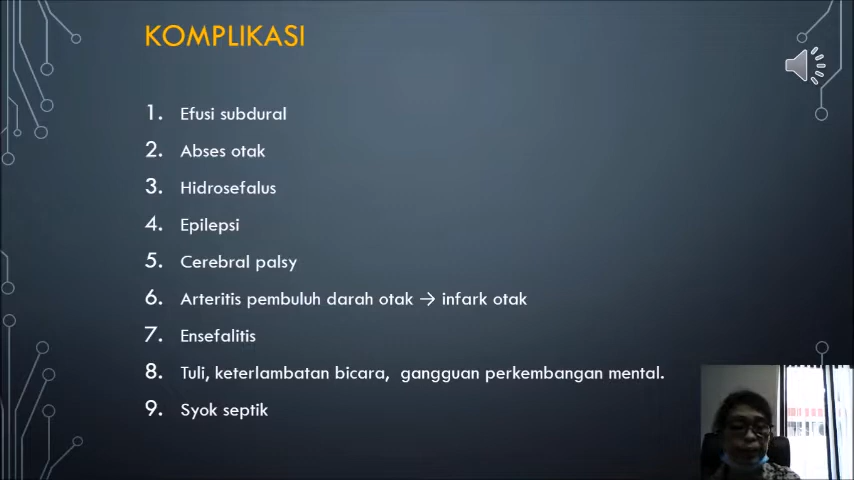 KOMPLIKASI
1. Efusi subdural
2. Abses otak
3. Hidrosefalus
4. Epilepsi
5. Cerebral palsy
6. Arteritis pembuluh darah otak → infark otak
7. Ensefalitis
8. Tuli, keterlambatan bicara, gangguan perkembangan mental.
9. Syok septik